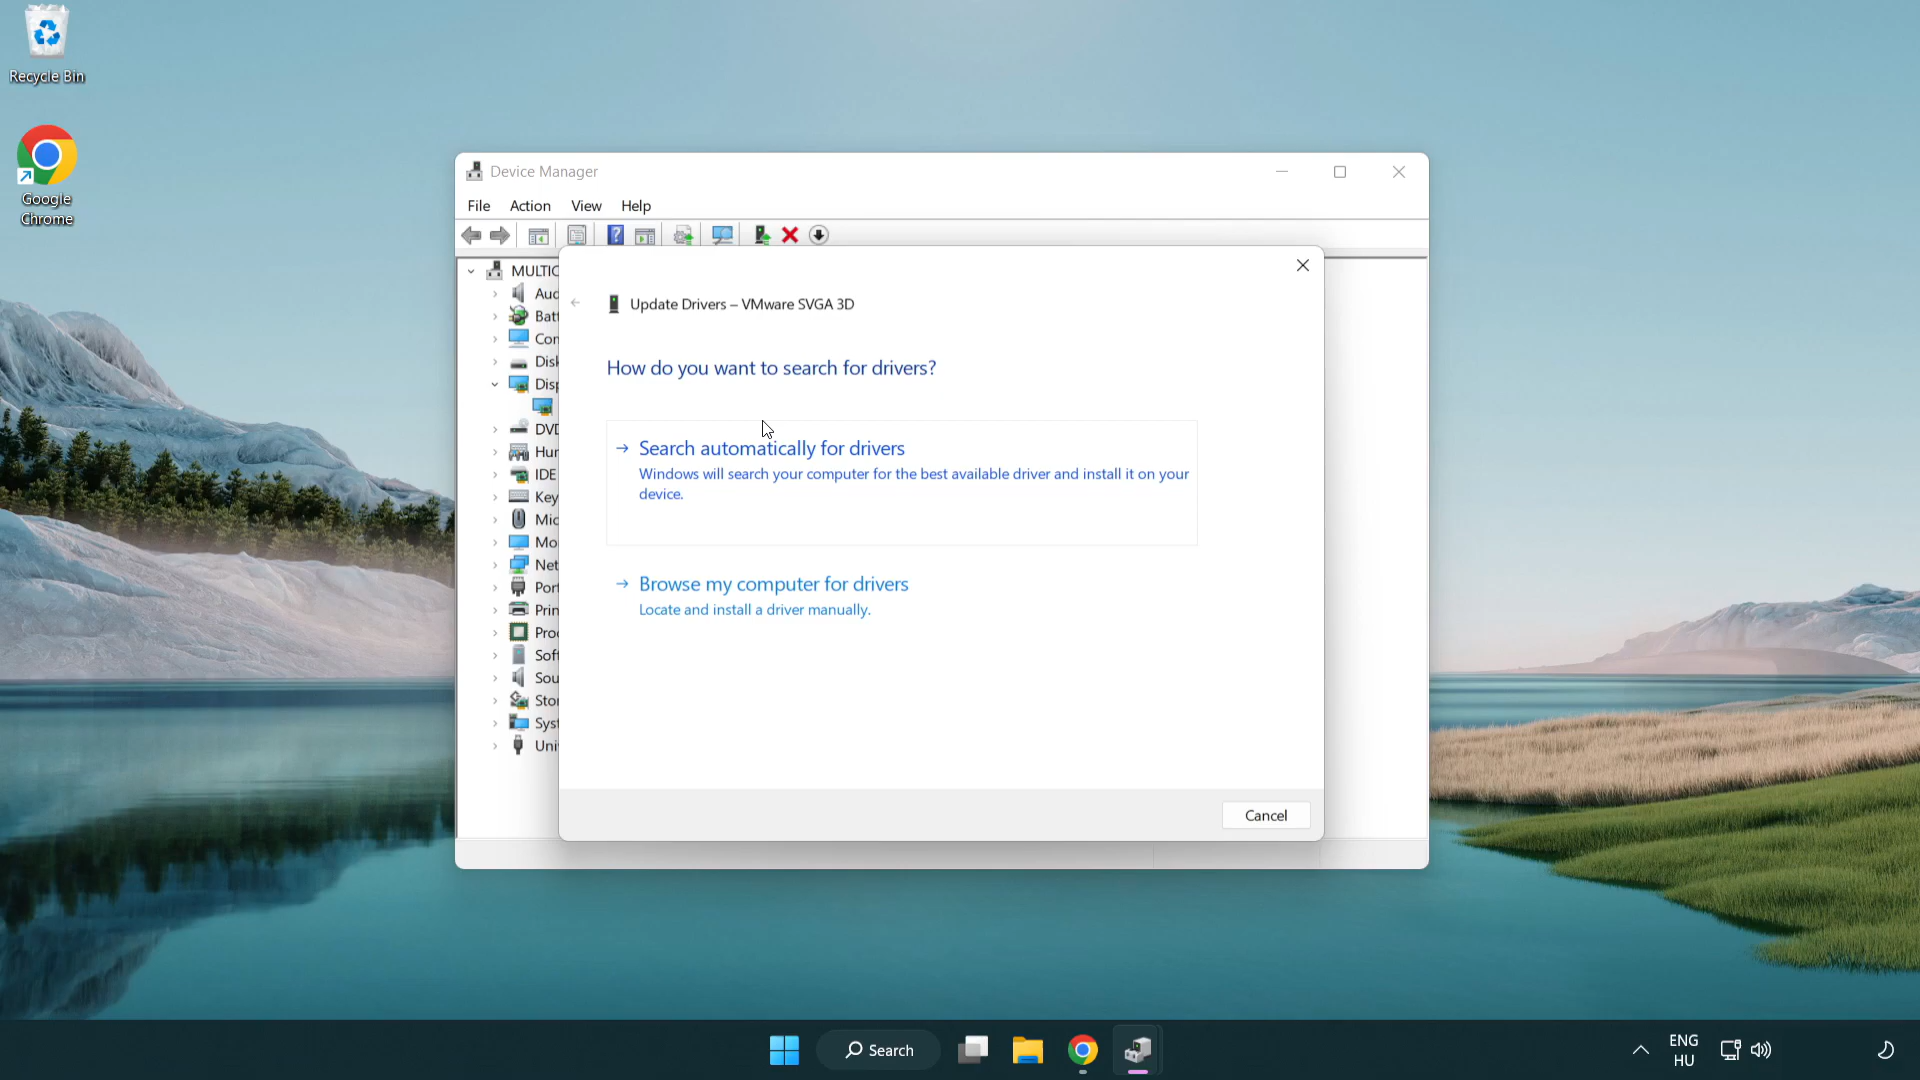 Recycle Bin
Google
Chrome
Device Manager
File Action View Help
MULTIC
Aud
Batt
Con
Disk
Disp
DVD
Hur
IDE
Key
Mic
Mo
Net
Port
Prin
Proc
Soft
Sou
Stor
Syst
Uni
Update Drivers – VMware SVGA 3D
How do you want to search for drivers?
Search automatically for drivers
Windows will search your computer for the best available driver and install it on your
device.
Browse my computer for drivers
Locate and install a driver manually.
Cancel
Search
ENG
HU